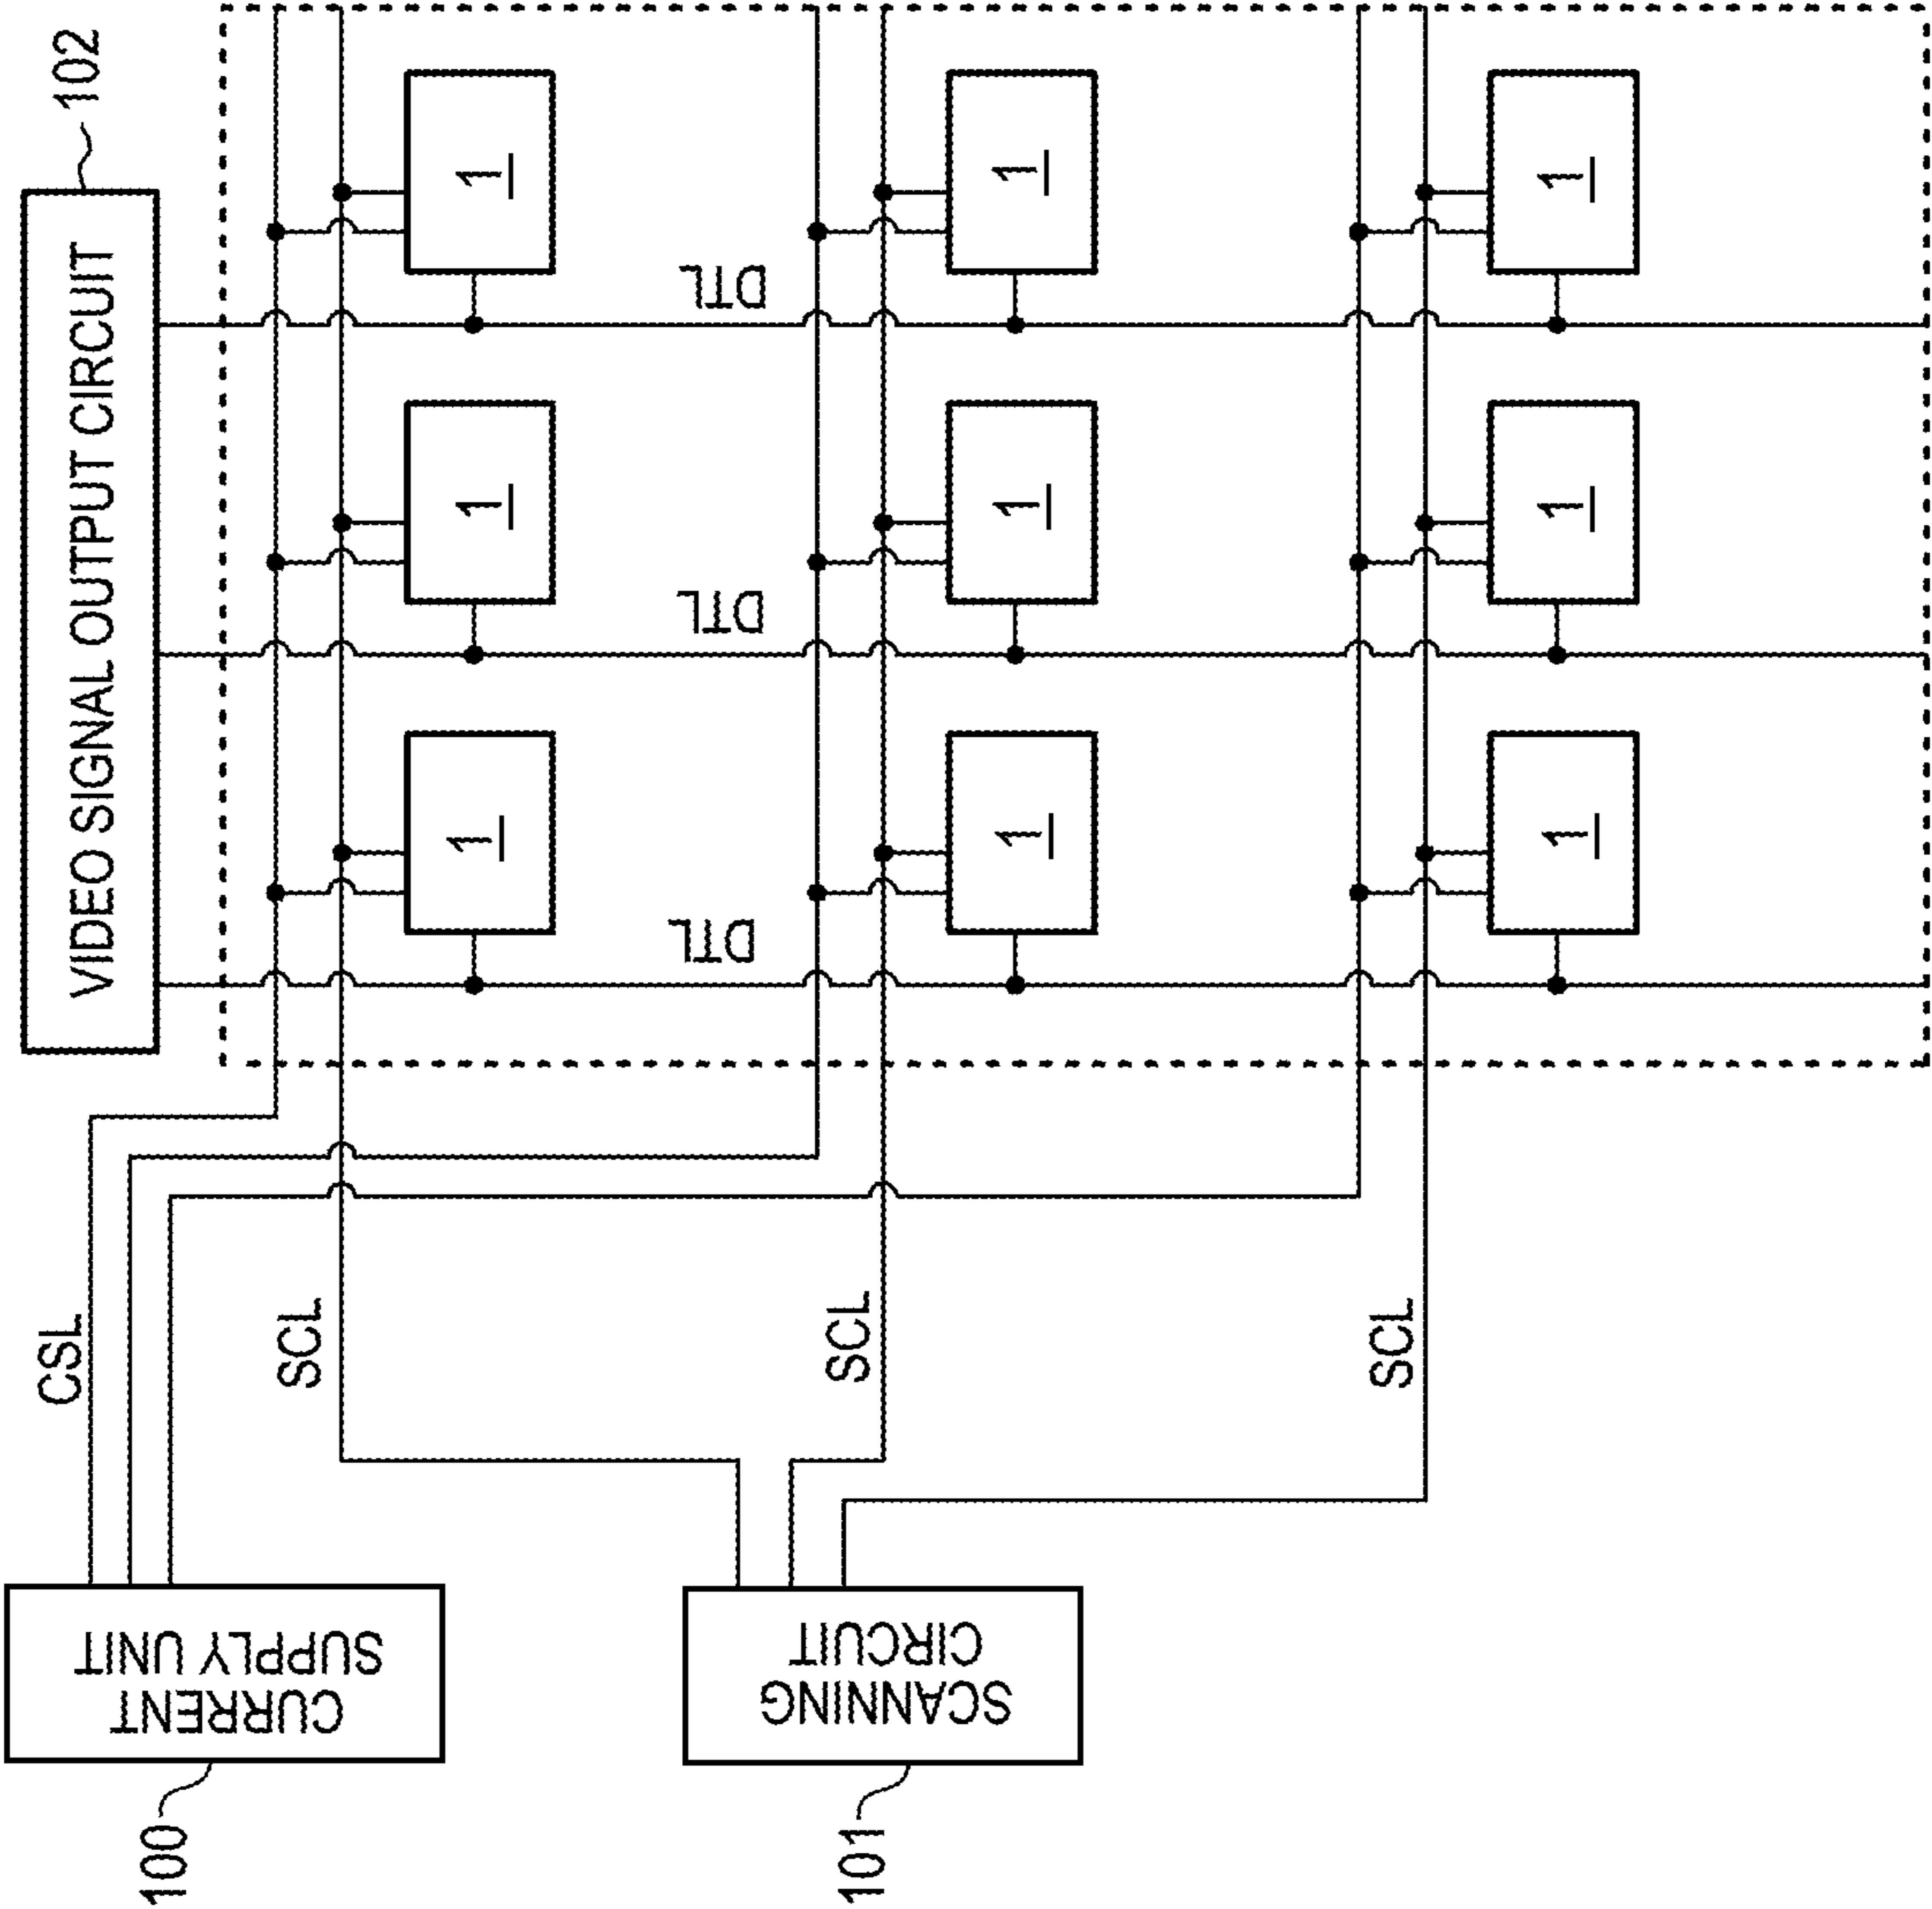 102
VIDEO SIGNAL OUTPUT CIRCUIT
1
1
1
DTL
DTL
DTL
1
1
1
1
1
1
CSL
SCL
SCL
SCL
CURRENT
SUPPLY UNIT
SCANNING
CIRCUIT
100
101